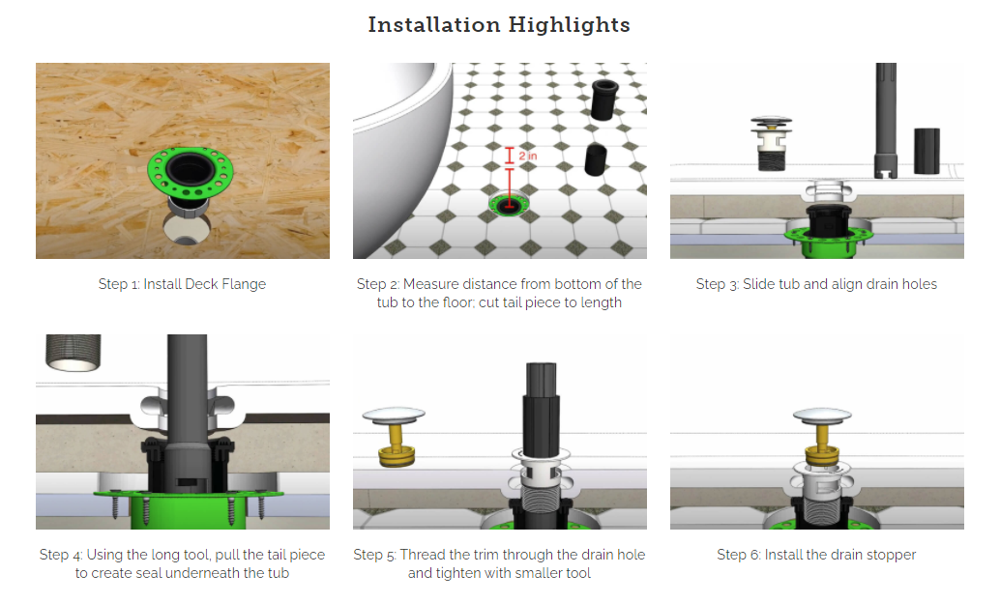 Installation Highlights
2 in
Step 1: Install Deck Flange
Step 2: Measure distance from bottom of the
tub to the floor; cut tail piece to length
Step 3: Slide tub and align drain holes
Step 4: Using the long tool, pull the tail piece
to create seal underneath the tub
Step 5: Thread the trim through the drain hole
and tighten with smaller tool
Step 6: Install the drain stopper